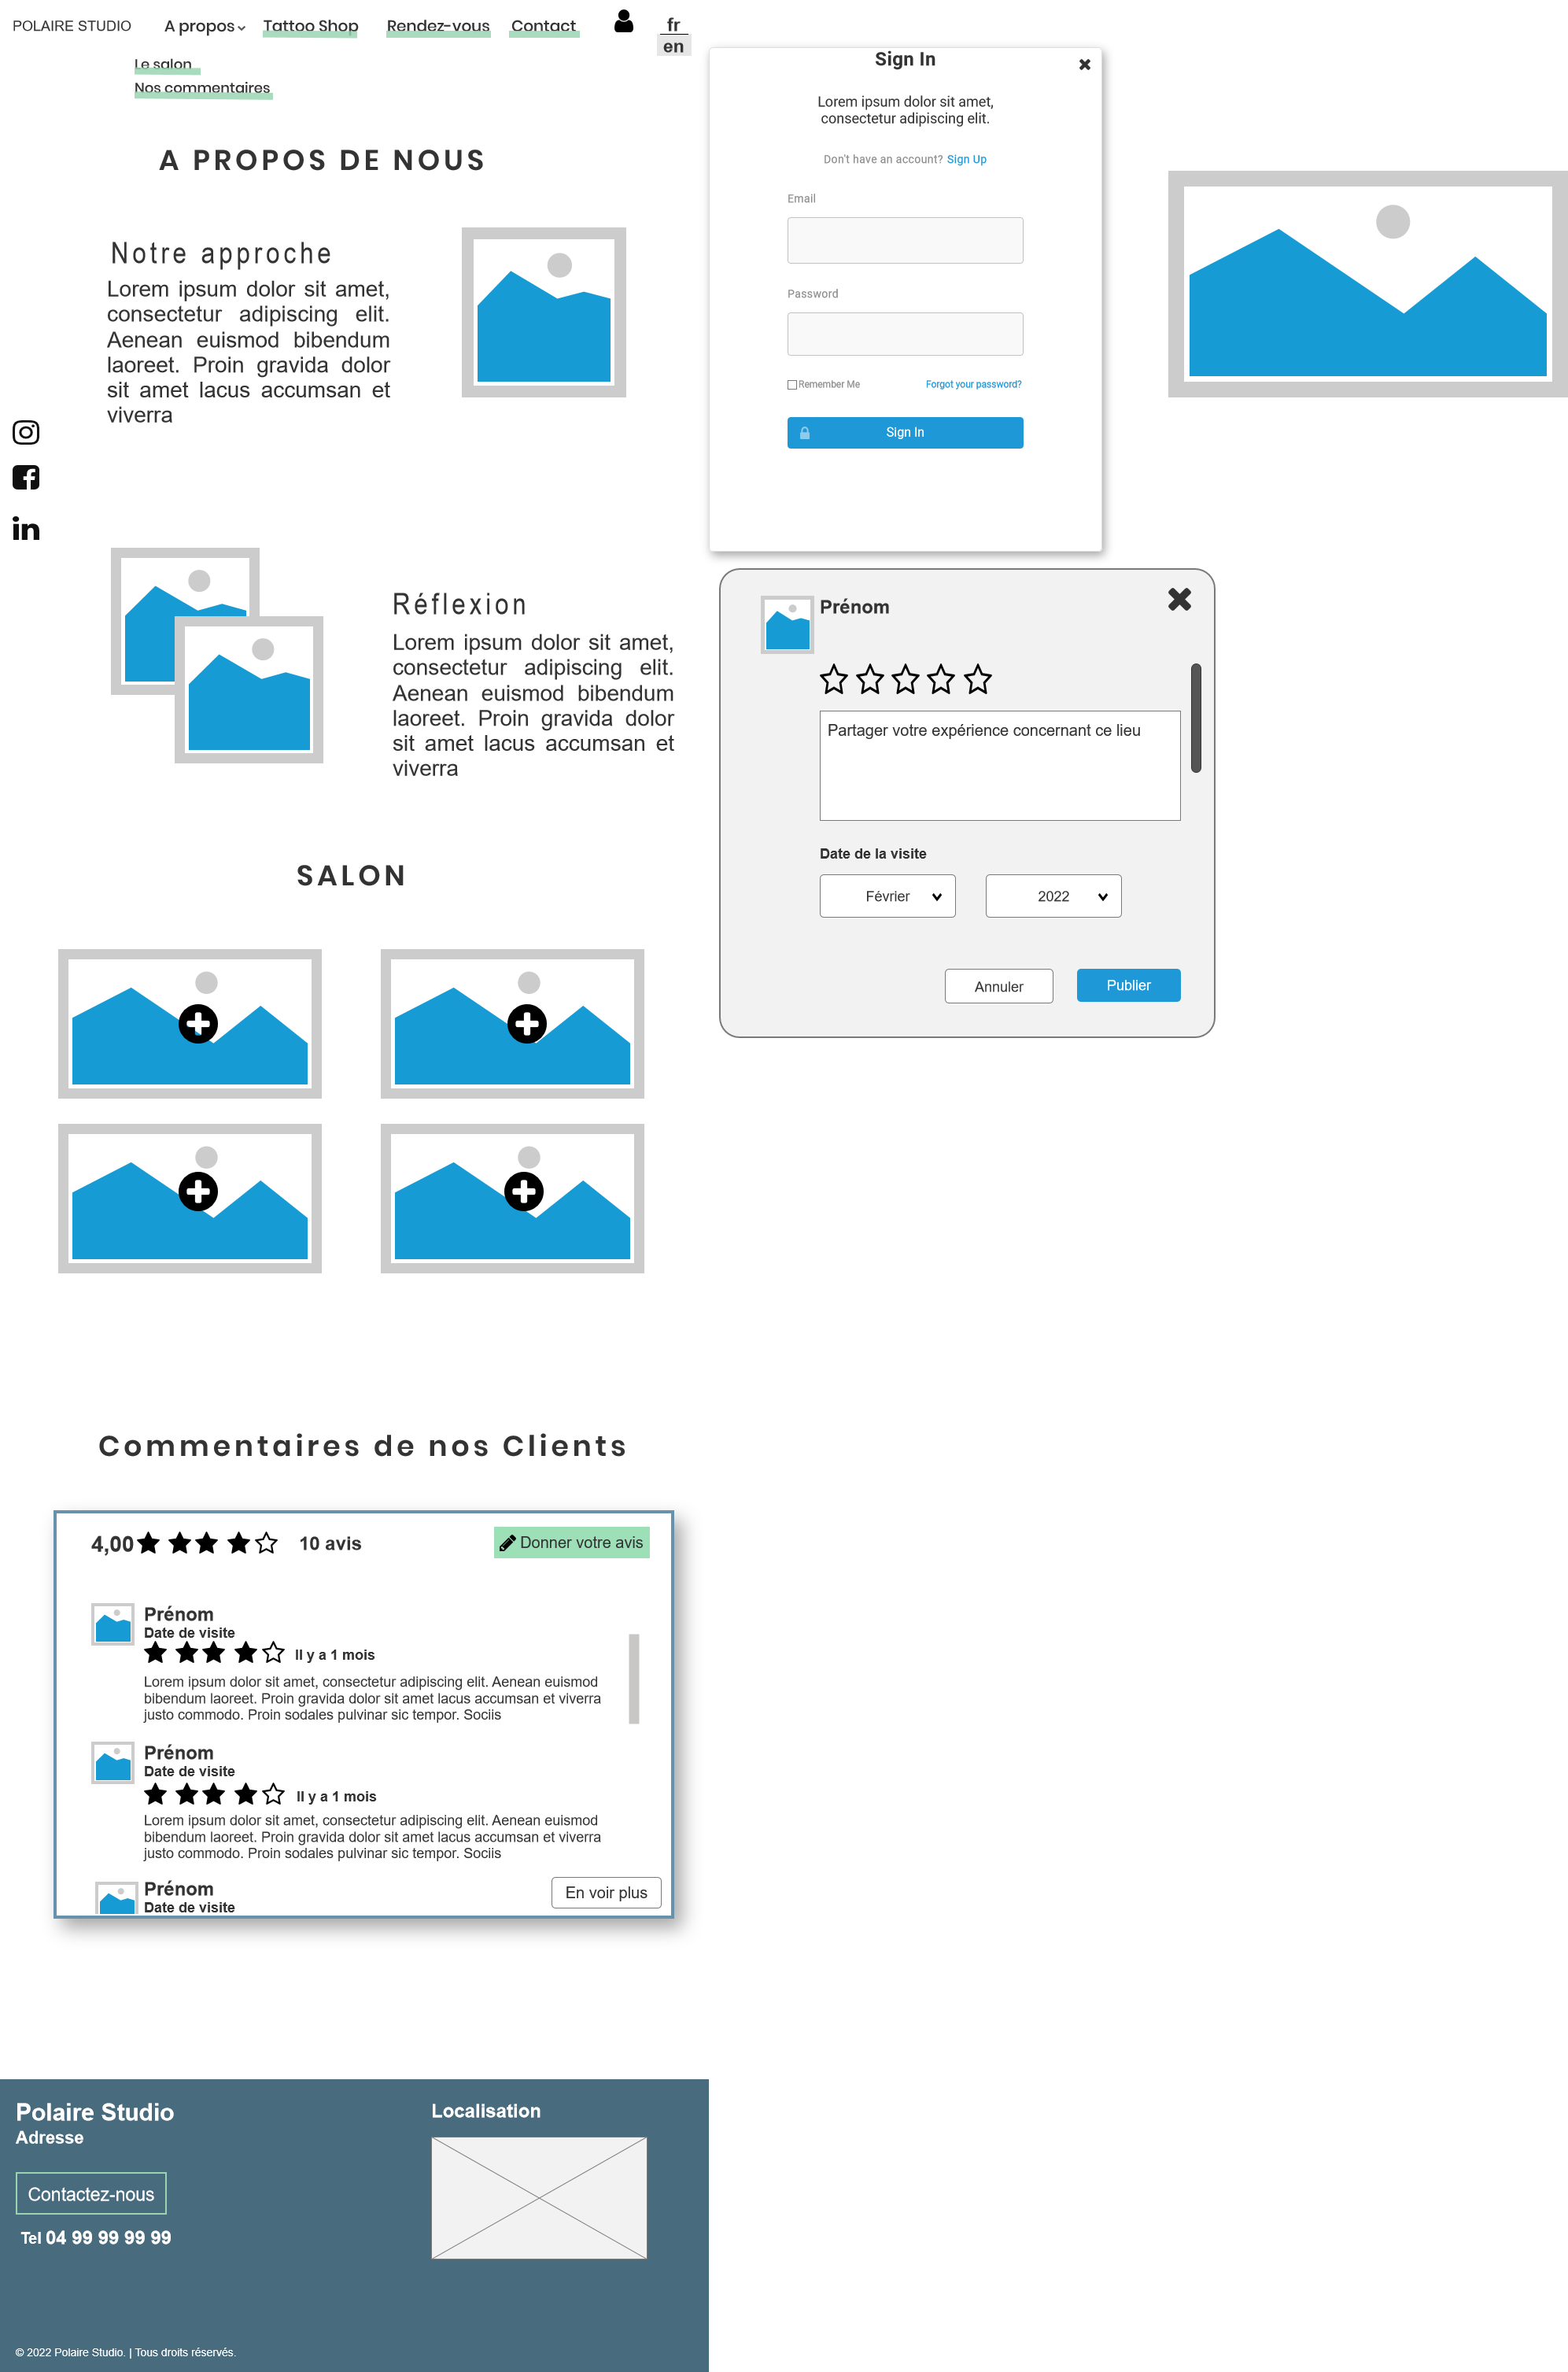 POLAIRE STUDIO
A propos
Tattoo Shop
Rendez-vous
Contact
fr
en
Le salon
Nos commentaires
A PROPOS DE NOUS
Notre approche
Lorem ipsum dolor sit amet,
consectetur adipiscing elit.
Aenean euismod bibendum
laoreet. Proin gravida dolor
sit amet lacus accumsan et
viverra
Réflexion
Lorem ipsum dolor sit amet,
consectetur adipiscing elit.
Aenean euismod bibendum
laoreet. Proin gravida dolor
sit amet lacus accumsan et
viverra
SALON
Commentaires de nos Clients
4,00
10 avis
Donner votre avis
Prénom
Date de visite
Il y a 1 mois
Lorem ipsum dolor sit amet, consectetur adipiscing elit. Aenean euismod
bibendum laoreet. Proin gravida dolor sit amet lacus accumsan et viverra
justo commodo. Proin sodales pulvinar sic tempor. Sociis
Prénom
Date de visite
Il y a 1 mois
Lorem ipsum dolor sit amet, consectetur adipiscing elit. Aenean euismod
bibendum laoreet. Proin gravida dolor sit amet lacus accumsan et viverra
justo commodo. Proin sodales pulvinar sic tempor. Sociis
Prénom
Date de visite
En voir plus
Polaire Studio
Adresse
Contactez-nous
Tel 04 99 99 99 99
Localisation
© 2022 Polaire Studio. | Tous droits réservés.
Sign In
Lorem ipsum dolor sit amet,
consectetur adipiscing elit.
Don't have an account? Sign Up
Email
Password
Remember Me
Forgot your password?
Sign In
Prénom
Partager votre expérience concernant ce lieu
Date de la visite
Février
2022
Annuler
Publier